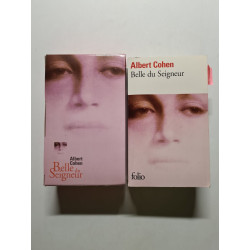 Albert
Cohen
Belle du
Seigneur
Albert Cohen
Belle du Seigneur
folio